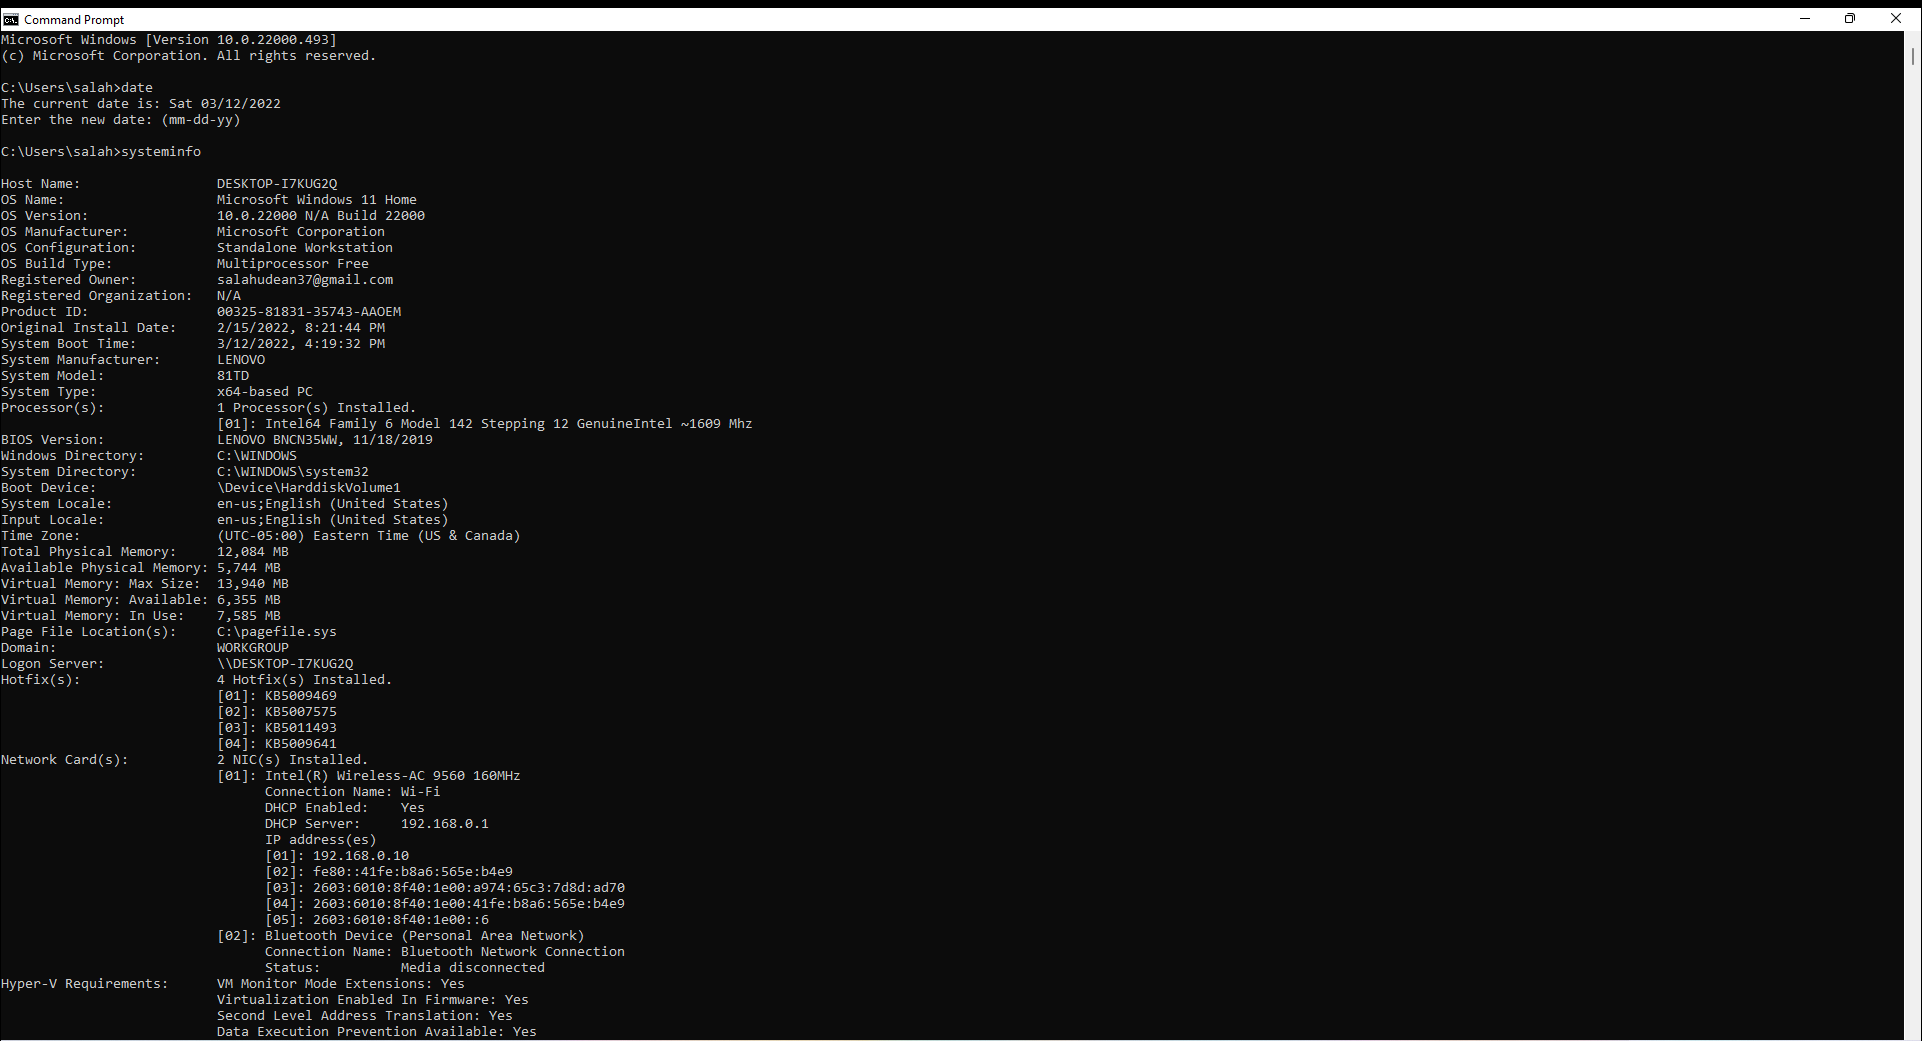 Command Prompt
Microsoft Windows [Version 10.0.22000.493]
(c) Microsoft Corporation. All rights reserved.
C:\Users\salah>date
The current date is: Sat 03/12/2022
Enter the new date: (mm-dd-yy)
C:\Users\salah>systeminfo
Host Name:                 DESKTOP-I7KUG2Q
OS Name:                   Microsoft Windows 11 Home
OS Version:                10.0.22000 N/A Build 22000
OS Manufacturer:           Microsoft Corporation
OS Configuration:          Standalone Workstation
OS Build Type:             Multiprocessor Free
Registered Owner:          salahudean37@gmail.com
Registered Organization:   N/A
Product ID:                00325-81831-35743-AAOEM
Original Install Date:     2/15/2022, 8:21:44 PM
System Boot Time:          3/12/2022, 4:19:32 PM
System Manufacturer:       LENOVO
System Model:              81TD
System Type:               x64-based PC
Processor(s):              1 Processor(s) Installed.
                           [01]: Intel64 Family 6 Model 142 Stepping 12 GenuineIntel ~1609 Mhz
BIOS Version:              LENOVO BNCN35WW, 11/18/2019
Windows Directory:         C:\WINDOWS
System Directory:          C:\WINDOWS\system32
Boot Device:               \Device\HarddiskVolume1
System Locale:             en-us;English (United States)
Input Locale:              en-us;English (United States)
Time Zone:                 (UTC-05:00) Eastern Time (US & Canada)
Total Physical Memory:     12,084 MB
Available Physical Memory: 5,744 MB
Virtual Memory: Max Size:  13,940 MB
Virtual Memory: Available: 6,355 MB
Virtual Memory: In Use:    7,585 MB
Page File Location(s):     C:\pagefile.sys
Domain:                    WORKGROUP
Logon Server:              \\DESKTOP-I7KUG2Q
Hotfix(s):                 4 Hotfix(s) Installed.
                           [01]: KB5009469
                           [02]: KB5007575
                           [03]: KB5011493
                           [04]: KB5009641
Network Card(s):           2 NIC(s) Installed.
                           [01]: Intel(R) Wireless-AC 9560 160MHz
                                 Connection Name: Wi-Fi
                                 DHCP Enabled:    Yes
                                 DHCP Server:     192.168.0.1
                                 IP address(es)
                                 [01]: 192.168.0.10
                                 [02]: fe80::41fe:b8a6:565e:b4e9
                                 [03]: 2603:6010:8f40:1e00:a974:65c3:7d8d:ad70
                                 [04]: 2603:6010:8f40:1e00:41fe:b8a6:565e:b4e9
                                 [05]: 2603:6010:8f40:1e00::6
                           [02]: Bluetooth Device (Personal Area Network)
                                 Connection Name: Bluetooth Network Connection
                                 Status:          Media disconnected
Hyper-V Requirements:      VM Monitor Mode Extensions: Yes
                           Virtualization Enabled In Firmware: Yes
                           Second Level Address Translation: Yes
                           Data Execution Prevention Available: Yes